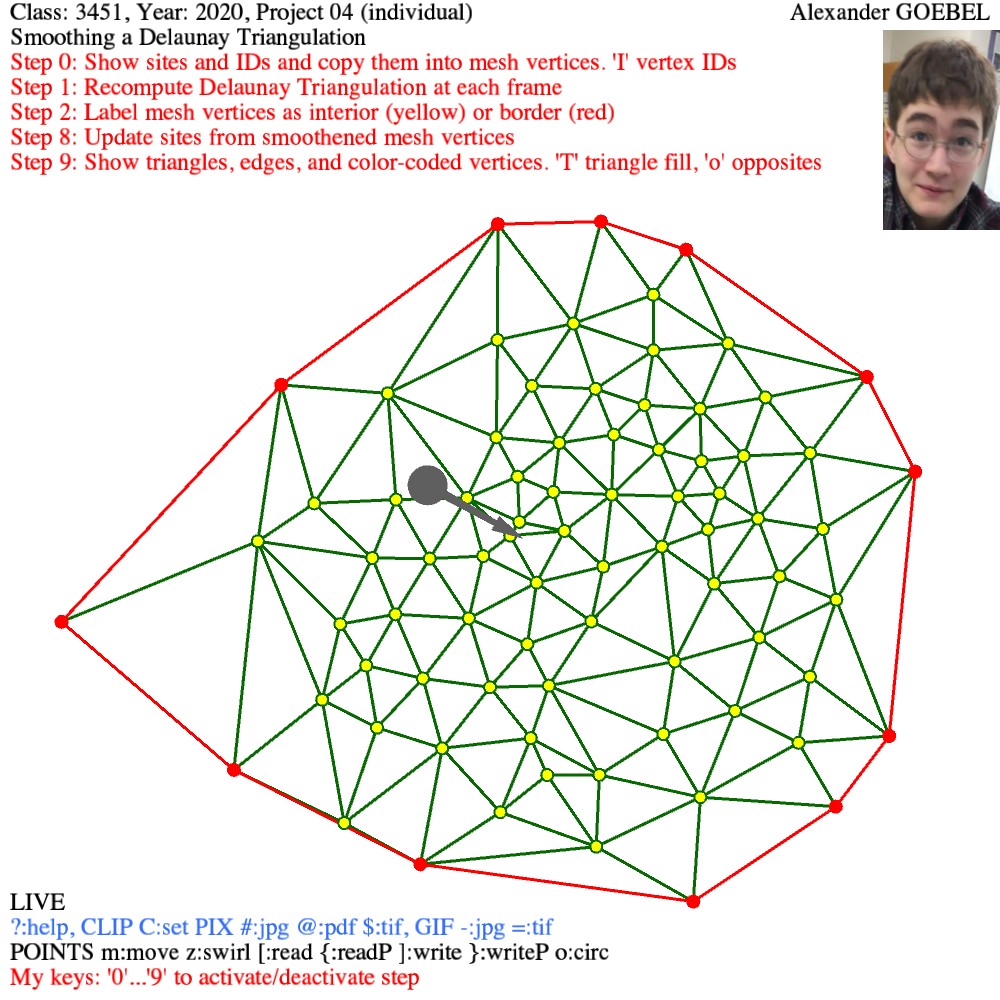 Class: 3451, Year: 2020, Project 04 (individual)
Alexander GOEBEL
Smoothing a Delaunay Triangulation
Step 0: Show sites and IDs and copy them into mesh vertices. 'I' vertex IDs
Step 1: Recompute Delaunay Triangulation at each frame
Step 2: Label mesh vertices as interior (yellow) or border (red)
Step 8: Update sites from smoothened mesh vertices
Step 9: Show triangles, edges, and color-coded vertices. 'T' triangle fill, 'o' opposites
LIVE
?:help, CLIP C:set PIX #:jpg @:pdf $:tif, GIF -:jpg =:tif
POINTS m:move z:swirl [:read {:readP ]:write }:writeP o:circ
My keys: '0'...'9' to activate/deactivate step